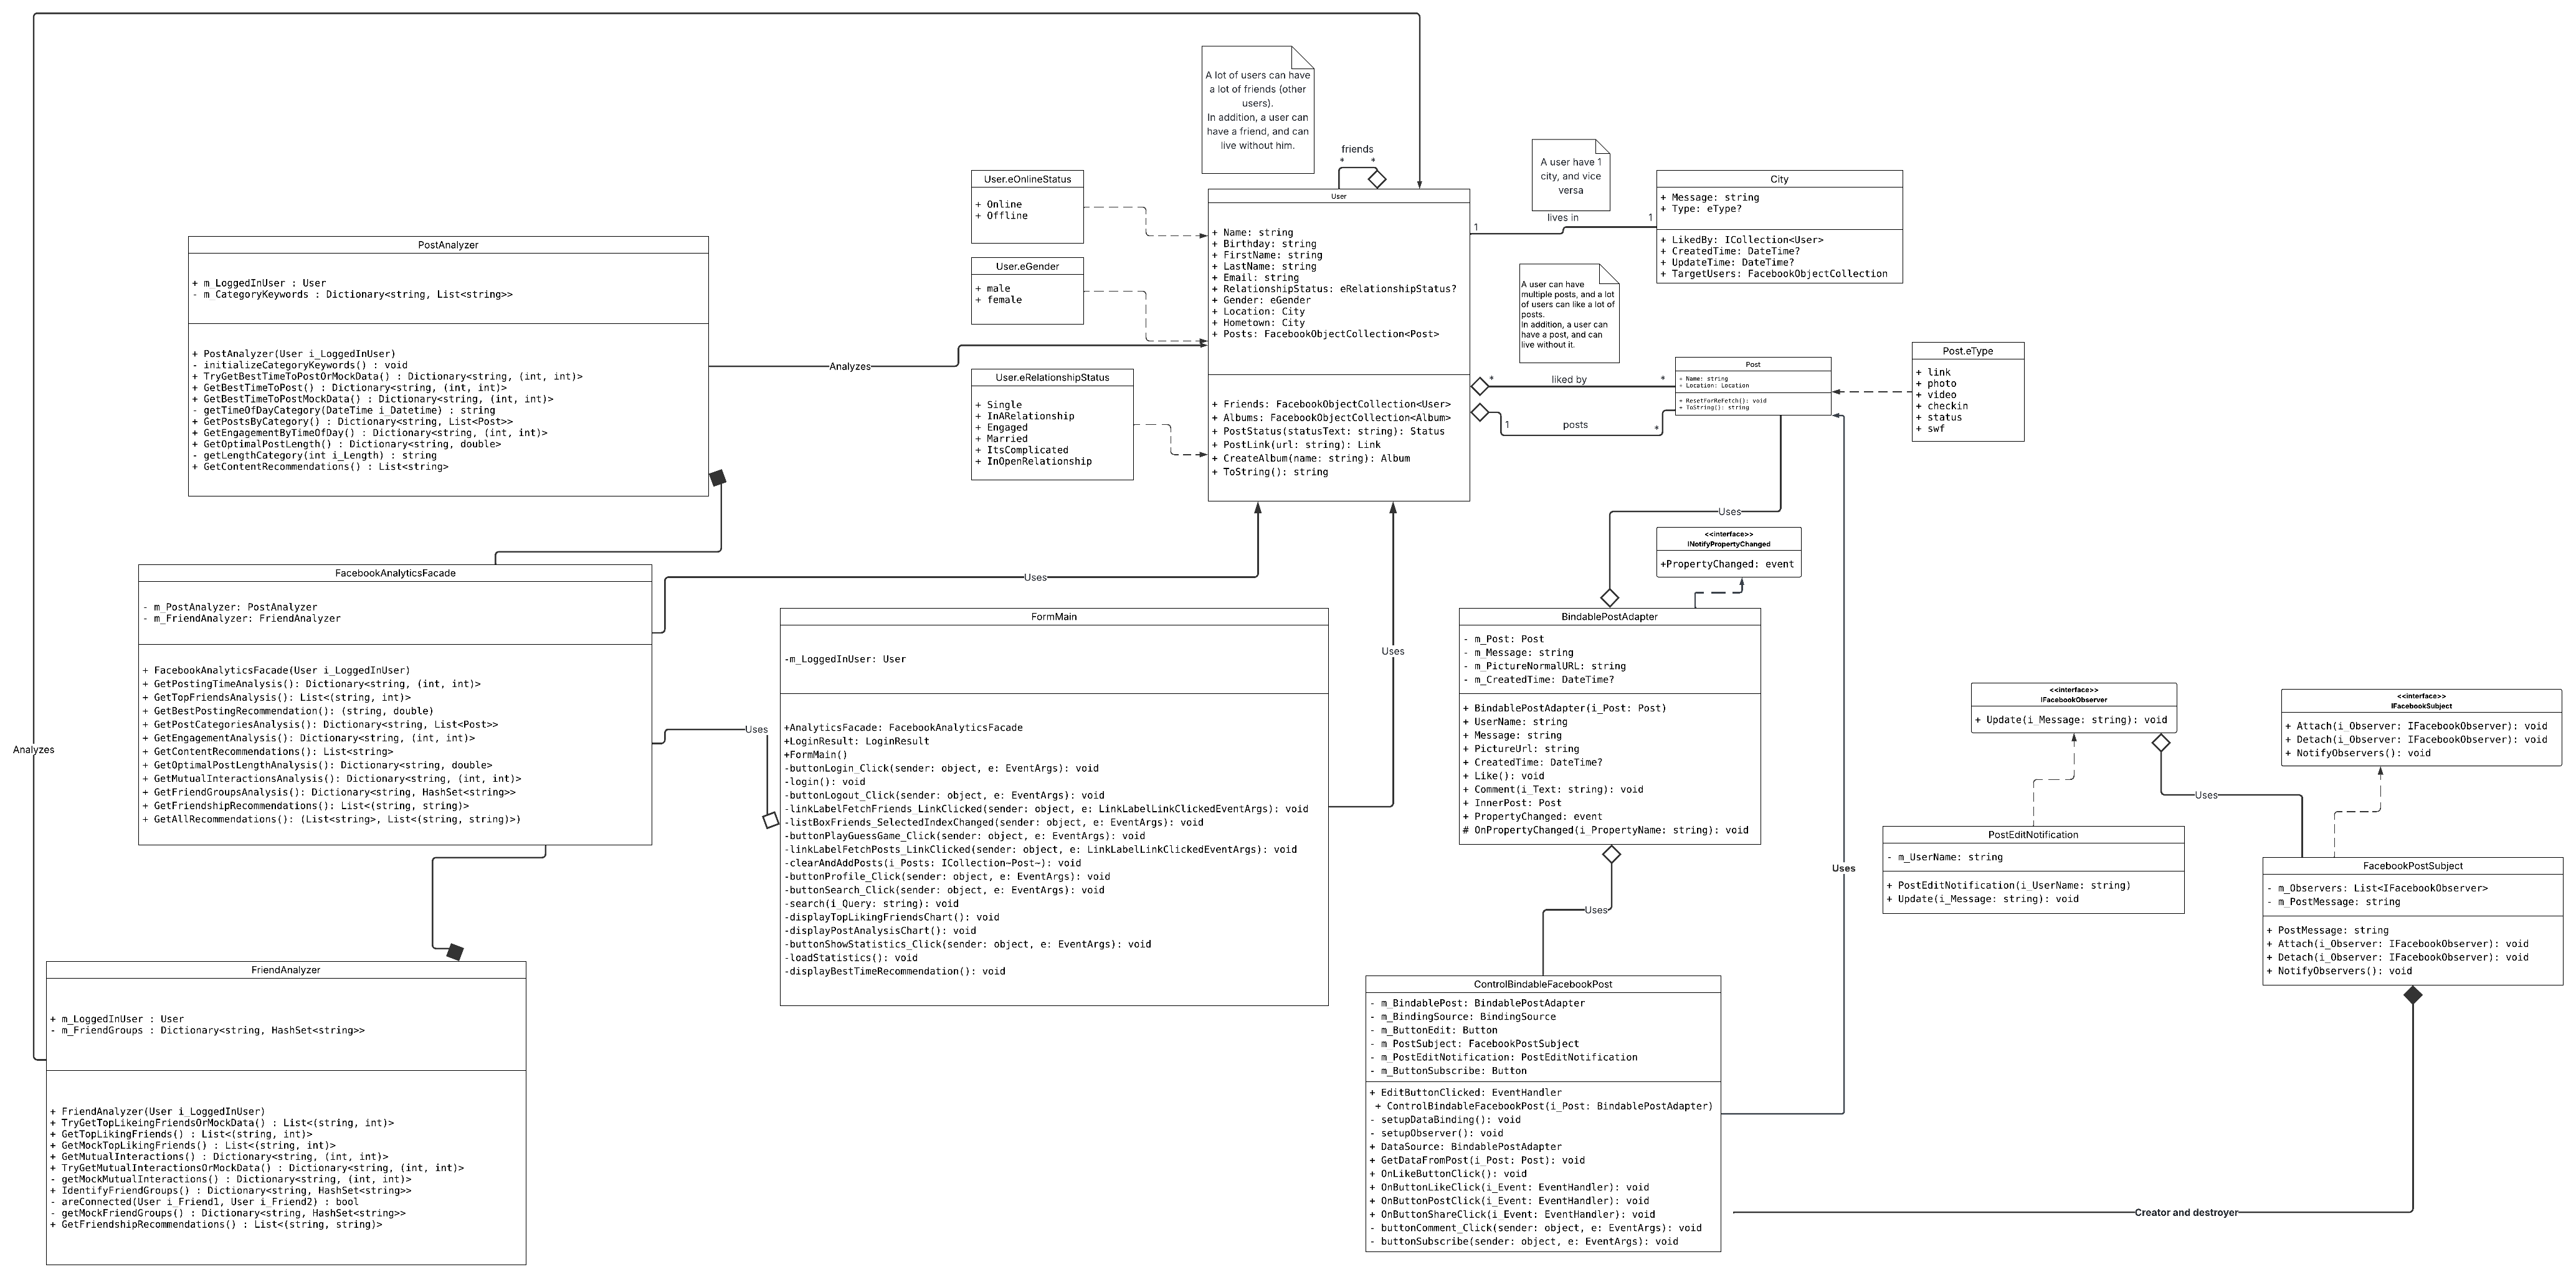 A lot of users can have
a lot of friends (other
users).
In addition, a user can
have a friend, and can
live without him.
friends
*
*
A user have 1
city, and vice
versa
lives in
1
1
City
+ Message: string
+ Type: eType?
+ LikedBy: ICollection<User>
+ CreatedTime: DateTime?
+ UpdateTime: DateTime?
+ TargetUsers: FacebookObjectCollection
User.eOnlineStatus
+ Online
+ Offline
User.eGender
+ male
+ female
User.eRelationshipStatus
+ Single
+ InARelationship
+ Engaged
+ Married
+ ItsComplicated
+ InOpenRelationship
User
+ Name: string
+ Birthday: string
+ FirstName: string
+ LastName: string
+ Email: string
+ RelationshipStatus: eRelationshipStatus?
+ Gender: eGender
+ Location: City
+ Hometown: City
+ Posts: FacebookObjectCollection<Post>
+ Friends: FacebookObjectCollection<User>
+ Albums: FacebookObjectCollection<Album>
+ PostStatus(statusText: string): Status
+ PostLink(url: string): Link
+ CreateAlbum(name: string): Album
+ ToString(): string
A user can have
multiple posts, and a lot
of users can like a lot of
posts.
In addition, a user can
have a post, and can
live without it.
*
liked by
*
1
posts
*
Post
+ Name: string
+ Location: Location
+ ResetForReFetch(): void
+ ToString(): string
Post.eType
+ link
+ photo
+ video
+ checkin
+ status
+ swf
PostAnalyzer
+ m_LoggedInUser : User
- m_CategoryKeywords : Dictionary<string, List<string>>
+ PostAnalyzer(User i_LoggedInUser)
- initializeCategoryKeywords() : void
+ TryGetBestTimeToPostOrMockData() : Dictionary<string, (int, int)>
+ GetBestTimeToPost() : Dictionary<string, (int, int)>
+ GetBestTimeToPostMockData() : Dictionary<string, (int, int)>
- getTimeOfDayCategory(DateTime i_Datetime) : string
+ GetPostsByCategory() : Dictionary<string, List<Post>>
+ GetEngagementByTimeOfDay() : Dictionary<string, (int, int)>
+ GetOptimalPostLength() : Dictionary<string, double>
- getLengthCategory(int i_Length) : string
+ GetContentRecommendations() : List<string>
Analyzes
Uses
<<interface>>
INotifyPropertyChanged
+PropertyChanged: event
FacebookAnalyticsFacade
- m_PostAnalyzer: PostAnalyzer
- m_FriendAnalyzer: FriendAnalyzer
+ FacebookAnalyticsFacade(User i_LoggedInUser)
+ GetPostingTimeAnalysis(): Dictionary<string, (int, int)>
+ GetTopFriendsAnalysis(): List<(string, int)>
+ GetBestPostingRecommendation(): (string, double)
+ GetPostCategoriesAnalysis(): Dictionary<string, List<Post>>
+ GetEngagementAnalysis(): Dictionary<string, (int, int)>
+ GetContentRecommendations(): List<string>
+ GetOptimalPostLengthAnalysis(): Dictionary<string, double>
+ GetMutualInteractionsAnalysis(): Dictionary<string, (int, int)>
+ GetFriendGroupsAnalysis(): Dictionary<string, HashSet<string>>
+ GetFriendshipRecommendations(): List<(string, string)>
+ GetAllRecommendations(): (List<string>, List<(string, string)>)
Uses
Uses
Uses
Analyzes
FormMain
-m_LoggedInUser: User
+AnalyticsFacade: FacebookAnalyticsFacade
+LoginResult: LoginResult
+FormMain()
-buttonLogin_Click(sender: object, e: EventArgs): void
-login(): void
-buttonLogout_Click(sender: object, e: EventArgs): void
-linkLabelFetchFriends_LinkClicked(sender: object, e: LinkLabelLinkClickedEventArgs): void
-listBoxFriends_SelectedIndexChanged(sender: object, e: EventArgs): void
-buttonPlayGuessGame_Click(sender: object, e: EventArgs): void
-linkLabelFetchPosts_LinkClicked(sender: object, e: LinkLabelLinkClickedEventArgs): void
-clearAndAddPosts(i_Posts: ICollection~Post~): void
-buttonProfile_Click(sender: object, e: EventArgs): void
-buttonSearch_Click(sender: object, e: EventArgs): void
-search(i_Query: string): void
-displayTopLikingFriendsChart(): void
-displayPostAnalysisChart(): void
-buttonShowStatistics_Click(sender: object, e: EventArgs): void
-loadStatistics(): void
-displayBestTimeRecommendation(): void
BindablePostAdapter
- m_Post: Post
- m_Message: string
- m_PictureNormalURL: string
- m_CreatedTime: DateTime?
+ BindablePostAdapter(i_Post: Post)
+ UserName: string
+ Message: string
+ PictureUrl: string
+ CreatedTime: DateTime?
+ Like(): void
+ Comment(i_Text: string): void
+ InnerPost: Post
+ PropertyChanged: event
# OnPropertyChanged(i_PropertyName: string): void
Uses
Uses
<<interface>>
IFacebookObserver
+ Update(i_Message: string): void
<<interface>>
IFacebookSubject
+ Attach(i_Observer: IFacebookObserver): void
+ Detach(i_Observer: IFacebookObserver): void
+ NotifyObservers(): void
Uses
PostEditNotification
- m_UserName: string
+ PostEditNotification(i_UserName: string)
+ Update(i_Message: string): void
FacebookPostSubject
- m_Observers: List<IFacebookObserver>
- m_PostMessage: string
+ PostMessage: string
+ Attach(i_Observer: IFacebookObserver): void
+ Detach(i_Observer: IFacebookObserver): void
+ NotifyObservers(): void
FriendAnalyzer
+ m_LoggedInUser : User
- m_FriendGroups : Dictionary<string, HashSet<string>>
+ FriendAnalyzer(User i_LoggedInUser)
+ TryGetTopLikeingFriendsOrMockData() : List<(string, int)>
+ GetTopLikingFriends() : List<(string, int)>
+ GetMockTopLikingFriends() : List<(string, int)>
+ GetMutualInteractions() : Dictionary<string, (int, int)>
+ TryGetMutualInteractionsOrMockData() : Dictionary<string, (int, int)>
- getMockMutualInteractions() : Dictionary<string, (int, int)>
+ IdentifyFriendGroups() : Dictionary<string, HashSet<string>>
- areConnected(User i_Friend1, User i_Friend2) : bool
- getMockFriendGroups() : Dictionary<string, HashSet<string>>
+ GetFriendshipRecommendations() : List<(string, string)>
ControlBindableFacebookPost
- m_BindablePost: BindablePostAdapter
- m_BindingSource: BindingSource
- m_ButtonEdit: Button
- m_PostSubject: FacebookPostSubject
- m_PostEditNotification: PostEditNotification
- m_ButtonSubscribe: Button
+ EditButtonClicked: EventHandler
+ ControlBindableFacebookPost(i_Post: BindablePostAdapter)
- setupDataBinding(): void
- setupObserver(): void
+ DataSource: BindablePostAdapter
+ GetDataFromPost(i_Post: Post): void
+ OnLikeButtonClick(): void
+ OnButtonLikeClick(i_Event: EventHandler): void
+ OnButtonPostClick(i_Event: EventHandler): void
+ OnButtonShareClick(i_Event: EventHandler): void
- buttonComment_Click(sender: object, e: EventArgs): void
- buttonSubscribe(sender: object, e: EventArgs): void
Creator and destroyer